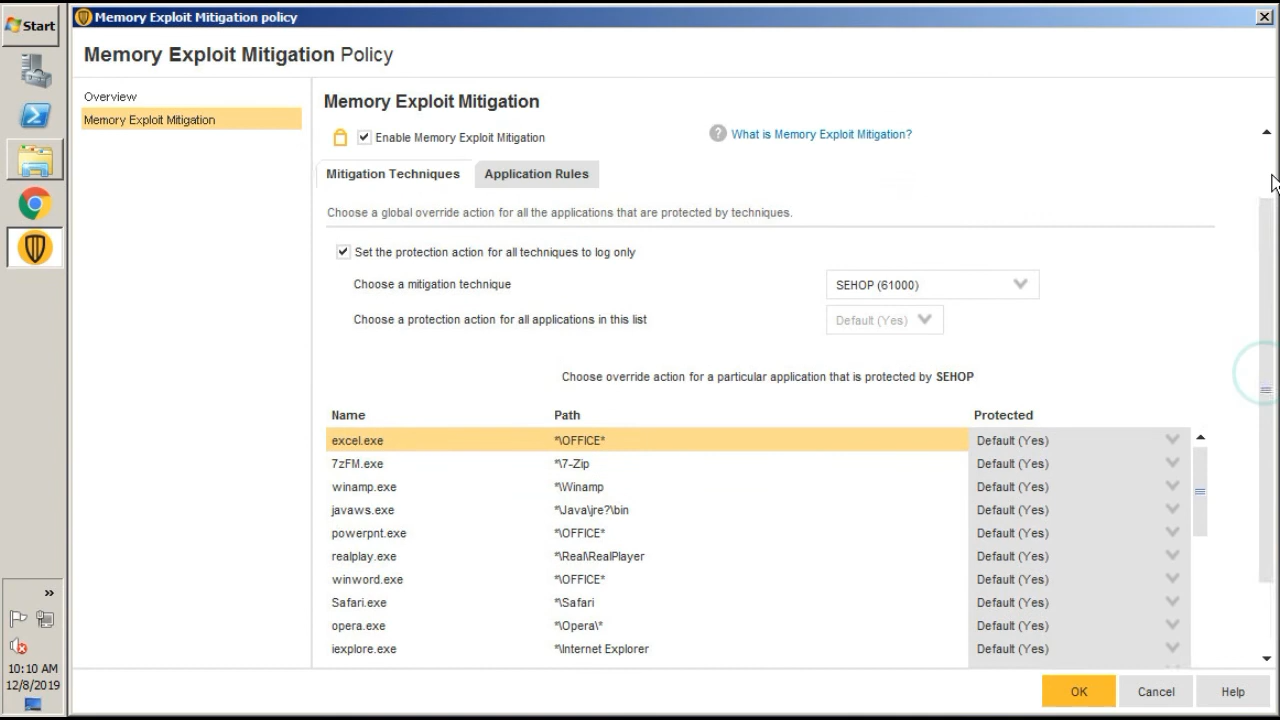 Start
Memory Exploit Mitigation policy
Memory Exploit Mitigation Policy
Overview
Memory Exploit Mitigation
Memory Exploit Mitigation
Enable Memory Exploit Mitigation
? What is Memory Exploit Mitigation?
Mitigation Techniques Application Rules
Choose a global override action for all the applications that are protected by techniques.
Set the protection action for all techniques to log only
Choose a mitigation technique SEHOP (61000)
Choose a protection action for all applications in this list Default (Yes)
Choose override action for a particular application that is protected by SEHOP
Name Path Protected
excel.exe *\OFFICE* Default (Yes)
7zFM.exe *\7-Zip Default (Yes)
winamp.exe *\Winamp Default (Yes)
javaws.exe *\Java\jre?\bin Default (Yes)
powerpnt.exe *\OFFICE* Default (Yes)
realplay.exe *\Real\RealPlayer Default (Yes)
winword.exe *\OFFICE* Default (Yes)
Safari.exe *\Safari Default (Yes)
opera.exe *\Opera\* Default (Yes)
iexplore.exe *\Internet Explorer Default (Yes)
OK Cancel Help
»
10:10 AM
12/8/2019